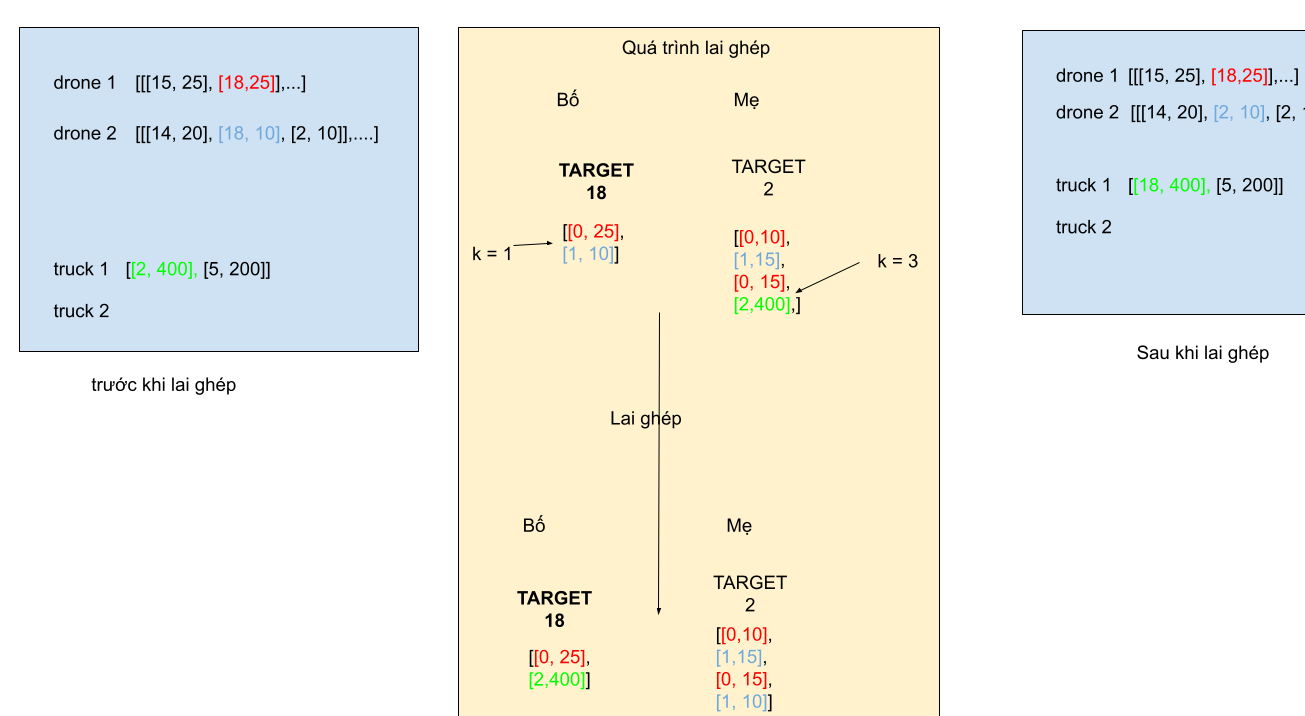 drone 1 [[[15, 25], [18,25]],...]
drone 2 [[[14, 20], [18, 10], [2, 10]],....]
truck 1 [[2, 400], [5, 200]]
truck 2
trước khi lai ghép
Quá trình lai ghép
Bố
Mẹ
TARGET
18
[[0, 25],
[1, 10]]
k = 1
TARGET
2
[[0,10],
[1,15],
[0, 15],
[2,400],]
k = 3
Lai ghép
Bố
Mẹ
TARGET
18
[[0, 25],
[2,400]]
TARGET
2
[[0,10],
[1,15],
[0, 15],
[1, 10]]
drone 1 [[[15, 25], [18,25]],...]
drone 2 [[[14, 20], [2, 10], [2,
truck 1 [[18, 400], [5, 200]]
truck 2
Sau khi lai ghép